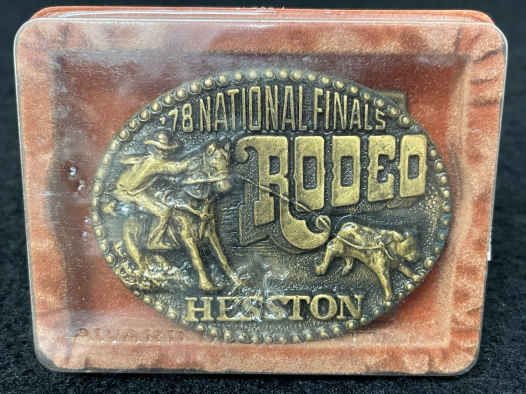 '78 NATIONAL FINALS
RODEO
HESSTON